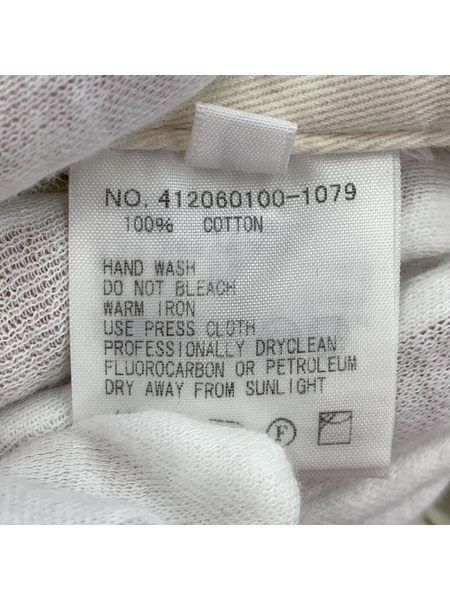 NO. 412060100-1079
100% COTTON
HAND WASH
DO NOT BLEACH
WARM IRON
USE PRESS CLOTH
PROFESSIONALLY DRYCLEAN
FLUOROCARBON OR PETROLEUM
DRY AWAY FROM SUNLIGHT
F